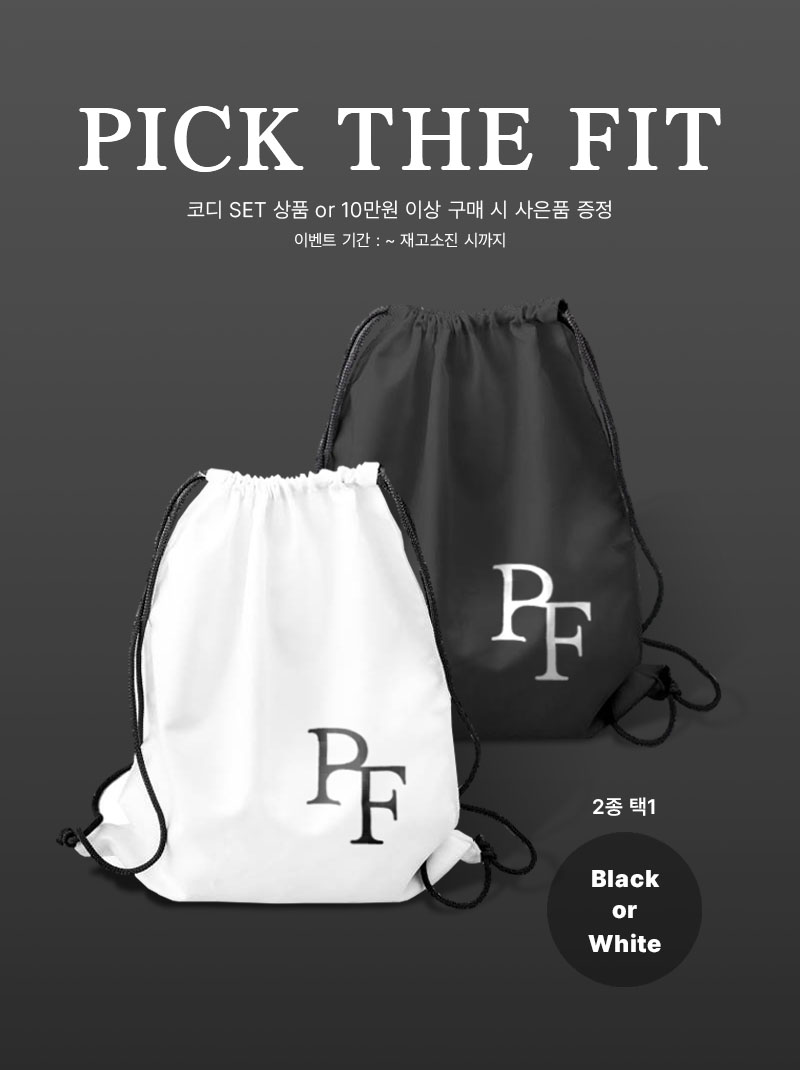 PICK THE FIT
코디 SET 상품 or 10만원 이상 구매 시 사은품 증정
이벤트 기간 : ~ 재고소진 시까지
PF
PF
2종 택1
Black
or
White